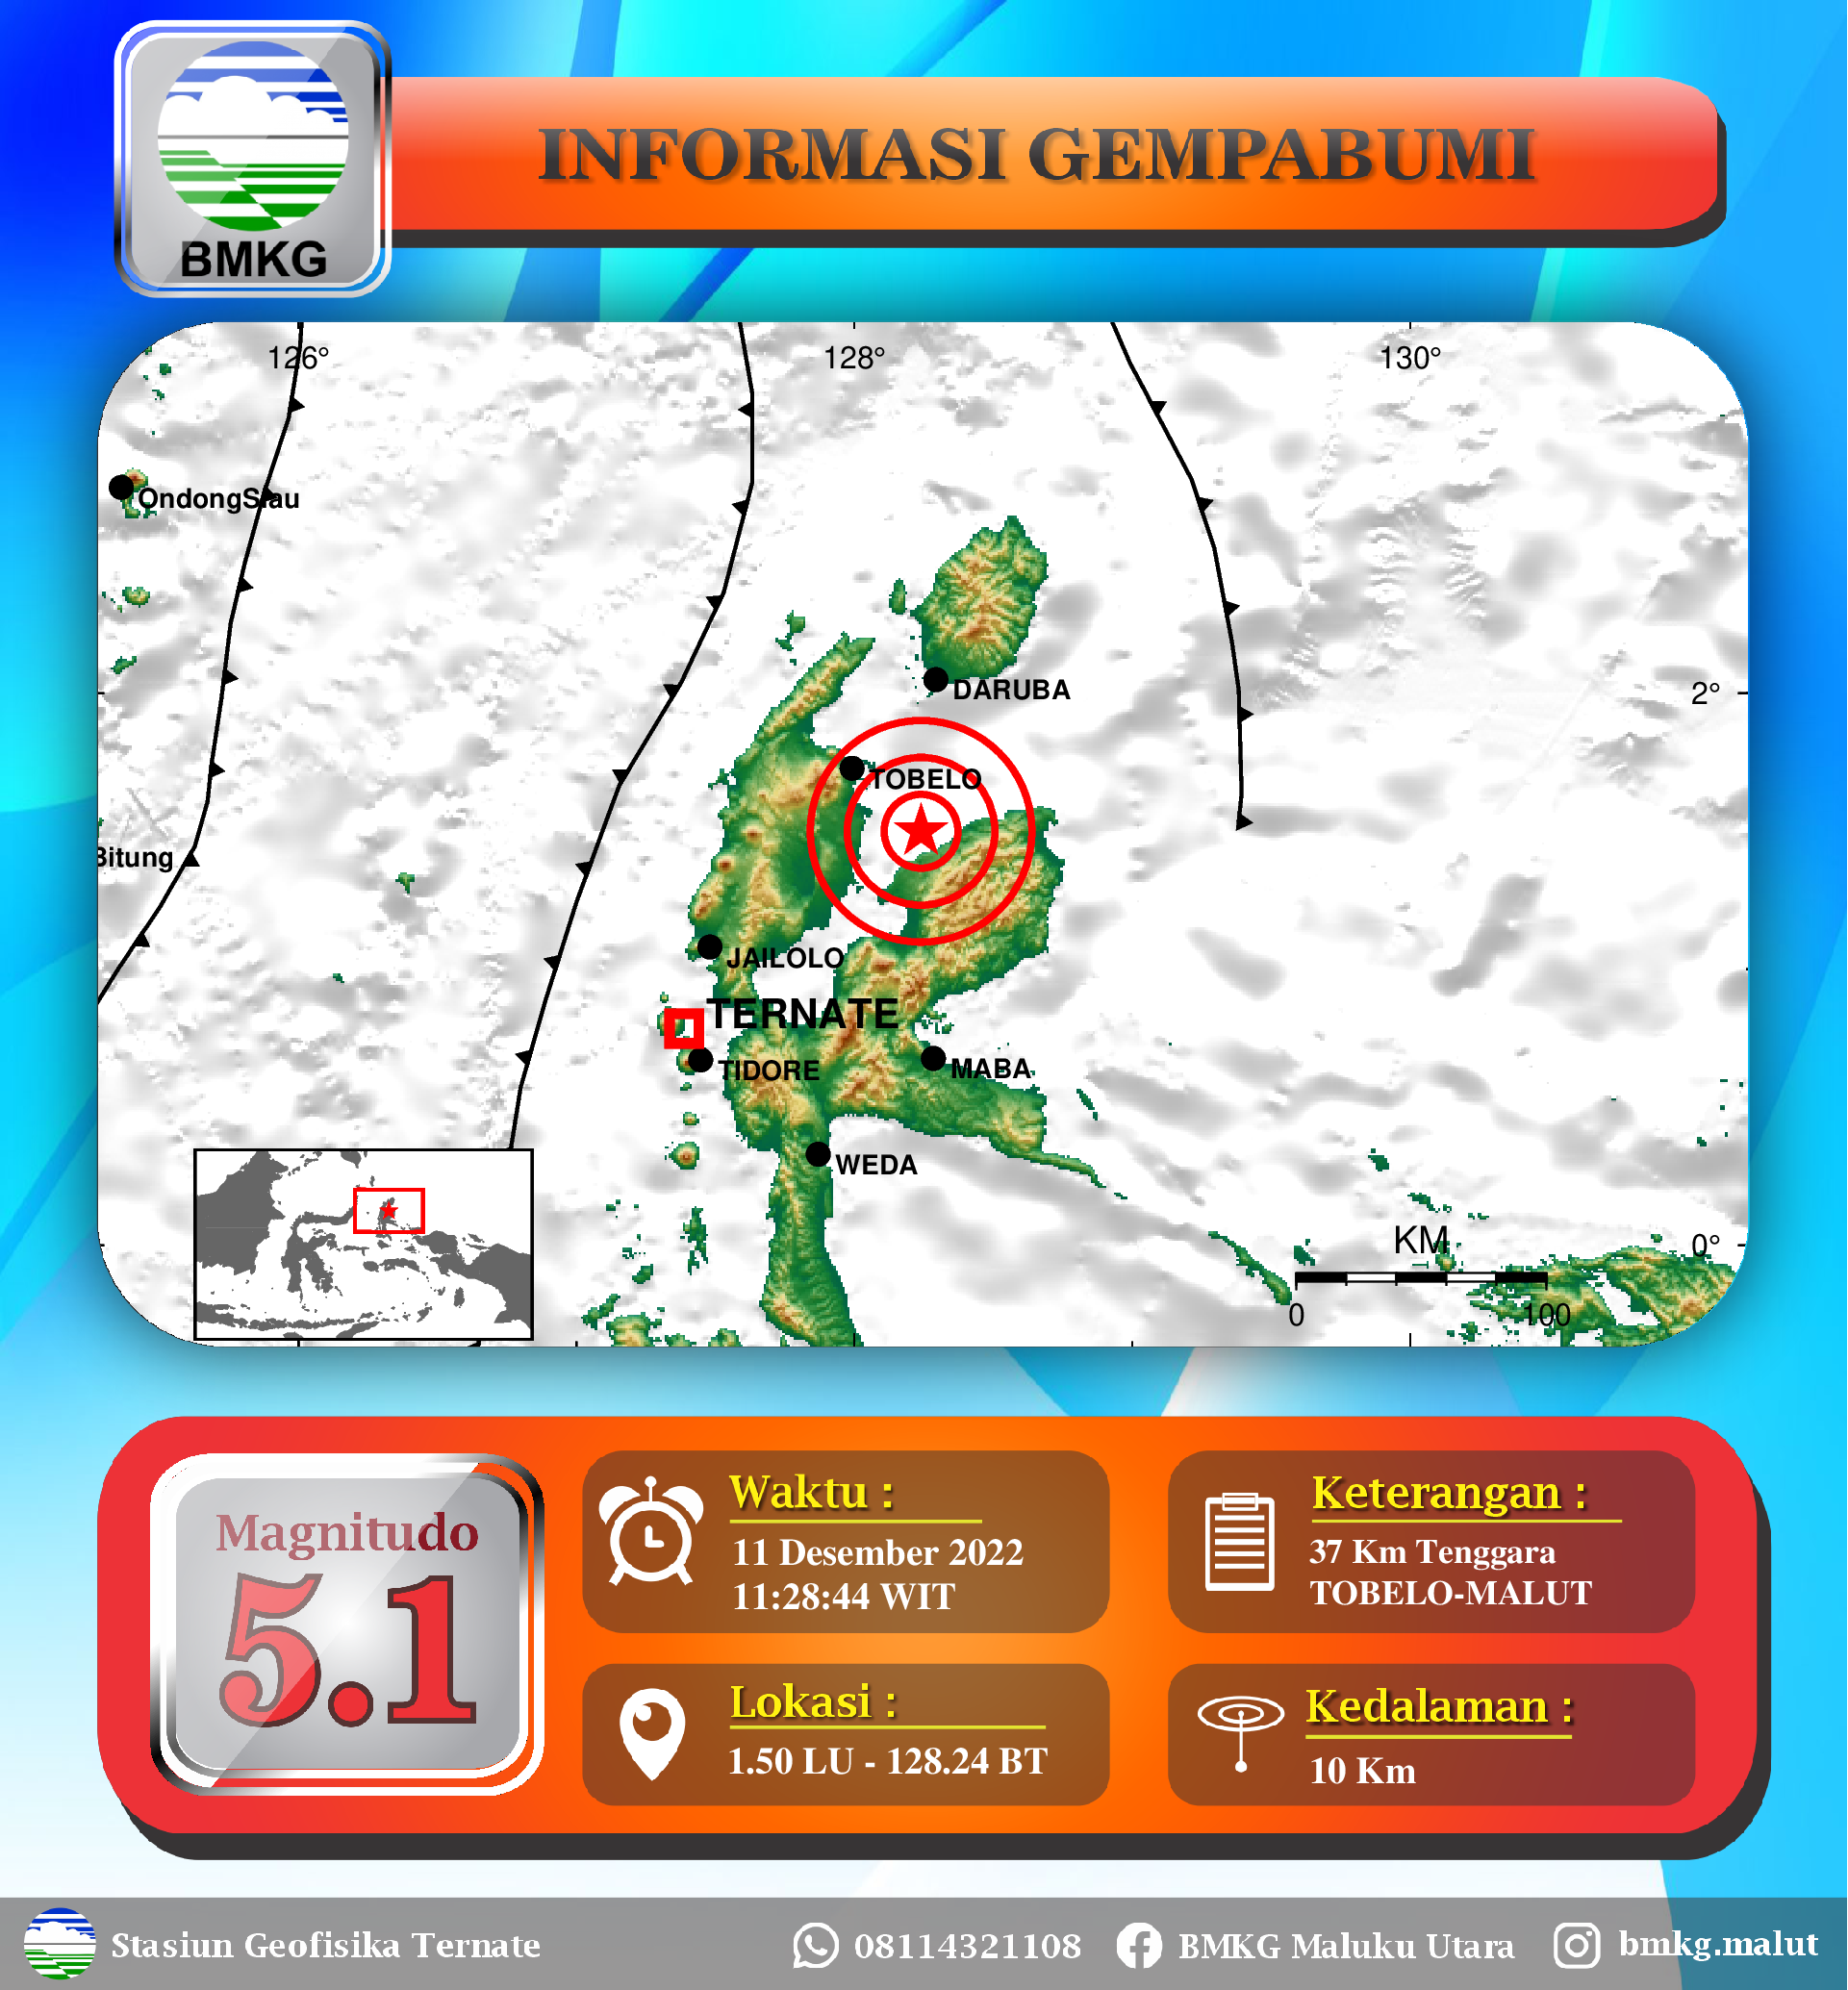 BMKG
INFORMASI GEMPABUMI
126°
128°
130°
OndongSiau
DARUBA
2°
TOBELO
Bitung
JAILOLO
TERNATE
TIDORE
MABA
WEDA
KM
0°
0
100
Magnitudo
5.1
Waktu :
11 Desember 2022
11:28:44 WIT
Keterangan :
37 Km Tenggara
TOBELO-MALUT
Lokasi :
1.50 LU - 128.24 BT
Kedalaman :
10 Km
Stasiun Geofisika Ternate
08114321108
BMKG Maluku Utara
bmkg.malut